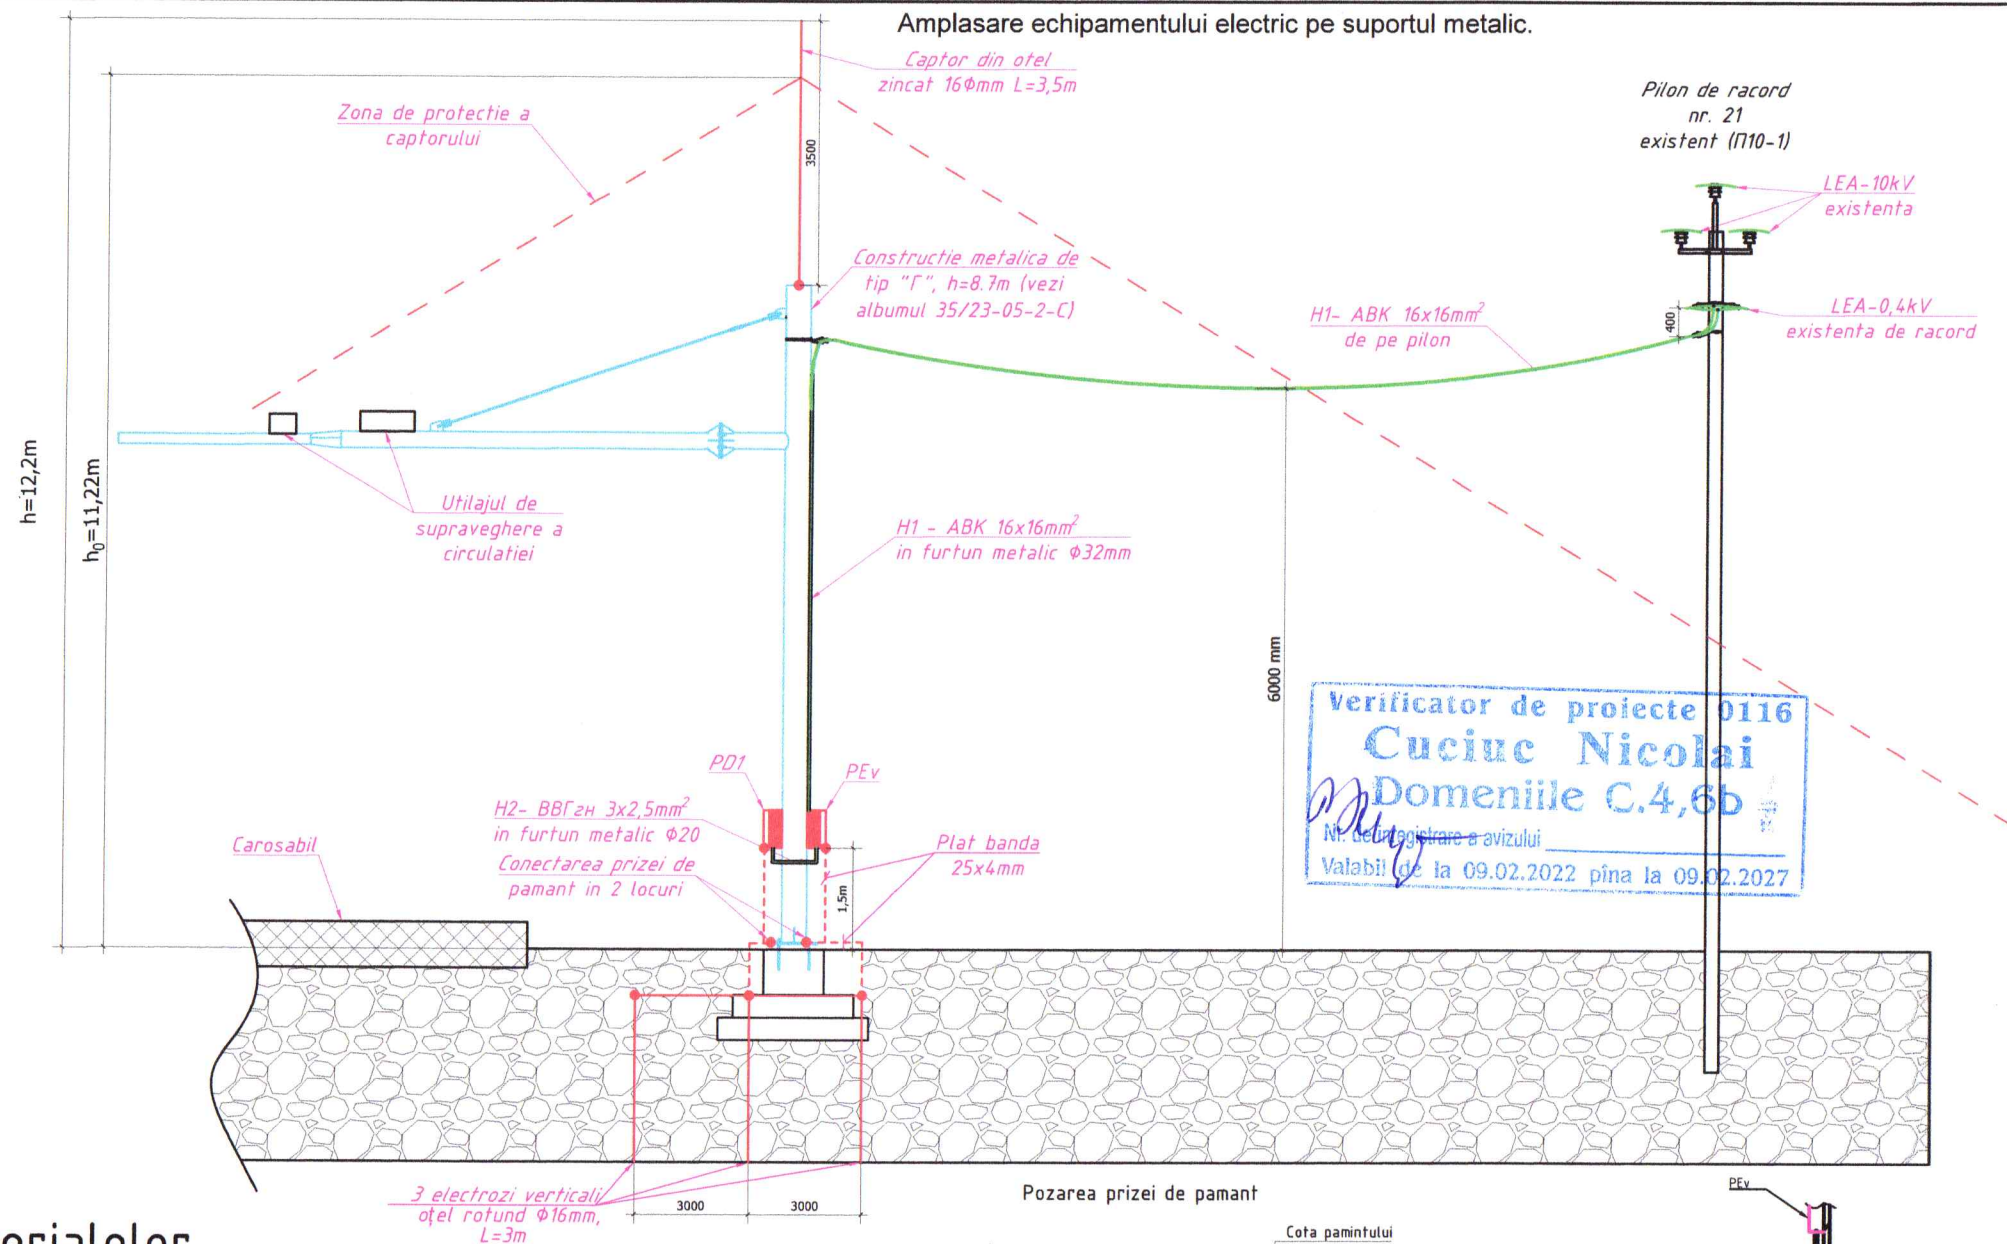 Amplasare echipamentului electric pe suportul metalic.
Captor din otel
zincat 16Φmm L=3,5m
Zona de protectie a
captorului
3500
Pilon de racord
nr. 21
existent (П10-1)
LEA-10kV
existenta
Constructie metalica de
tip "Г", h=8.7m (vezi
albumul 35/23-05-2-C)
H1- ABK 16x16mm²
de pe pilon
400
LEA-0,4kV
existenta de racord
h=12,2m
h₀=11,22m
Utilajul de
supraveghere a
circulatiei
H1 - ABK 16x16mm²
in furtun metalic Φ32mm
6000 mm
Verificator de proiecte 0116
Cuciuc Nicolai
Domeniile C.4,6b
Nr. de inregistrare a avizului
Valabil de la 09.02.2022 pîna la 09.02.2027
PD1
PEv
H2- ВВГгн 3x2,5mm²
in furtun metalic Φ20
Conectarea prizei de
pamant in 2 locuri
Plat banda
25x4mm
1,5m
Carosabil
3 electrozi verticali
oțel rotund Φ16mm,
L=3m
3000
3000
Pozarea prizei de pamant
PEv
Cota pamintului